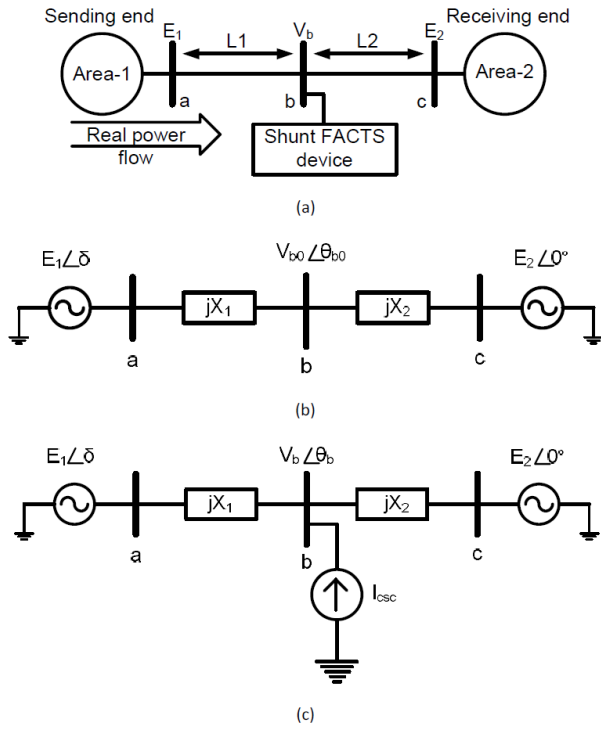 Sending end
Receiving end
E1
L1
Vb
L2
E2
Area-1
Area-2
a
b
c
Real power
flow
Shunt FACTS
device
(a)
E1∠δ
Vb0∠θb0
E2∠0°
jX1
jX2
a
b
c
(b)
E1∠δ
Vb∠θb
E2∠0°
jX1
jX2
a
b
c
Icsc
(c)